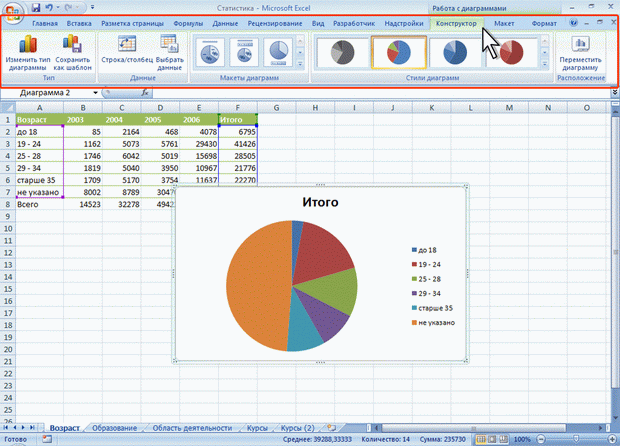 Статистика - Microsoft Excel
Работа с диаграммами
Главная Вставка Разметка страницы Формулы Данные Рецензирование Вид Разработчик Надстройки Конструктор Макет Формат
Изменить тип диаграммы
Сохранить как шаблон
Строка/столбец
Выбрать данные
Переместить диаграмму
Тип Данные Макеты диаграмм Стили диаграмм Расположение
Диаграмма 2 fx
A B C D E F G H I J K L M N O
1 Возраст 2003 2004 2005 2006 Итого
2 до 18 85 2164 468 4078 6795
3 19 - 24 1162 5073 5761 29430 41426
4 25 - 28 1746 6042 5019 15698 28505
5 29 - 34 1819 5040 3950 10967 21776
6 старше 35 1709 5170 3754 11637 22270
7 не указано 8002 8789 3047
8 Всего 14523 32278 4942
9
10
11
12
13
14
15
16
17
18
19
20
21
22
23
24
25
26
Итого
до 18
19 - 24
25 - 28
29 - 34
старше 35
не указано
Возраст Образование Область деятельности Курсы Курсы (2)
Готово Среднее: 39288,33333 Количество: 14 Сумма: 235730 100%